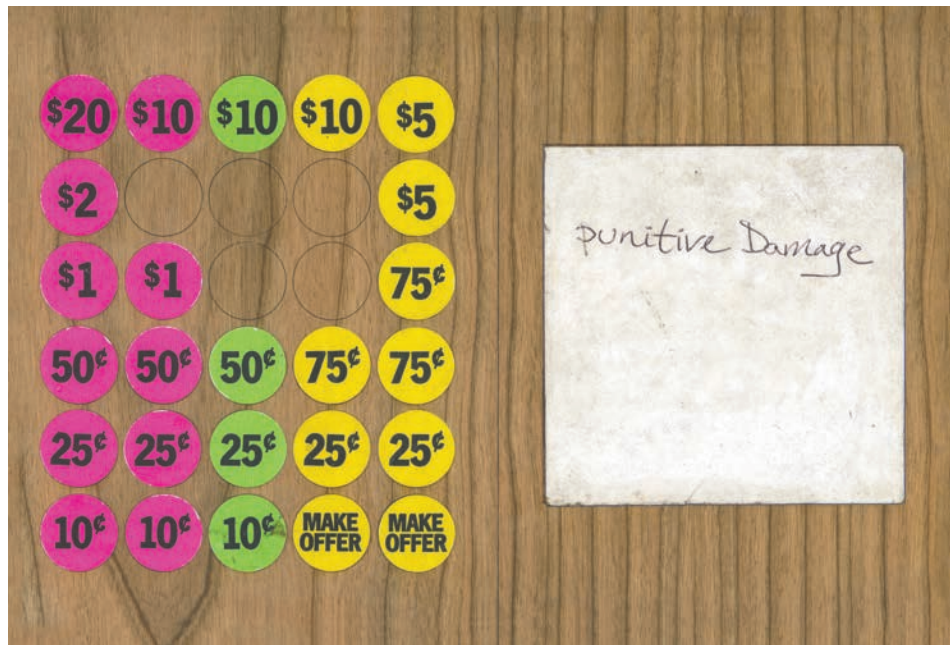 $20 $10 $10 $10 $5
$2 $5
$1 $1 75¢
50¢ 50¢ 50¢ 75¢ 75¢
25¢ 25¢ 25¢ 25¢ 25¢
10¢ 10¢ 10¢ MAKE OFFER MAKE OFFER
punitive Damage